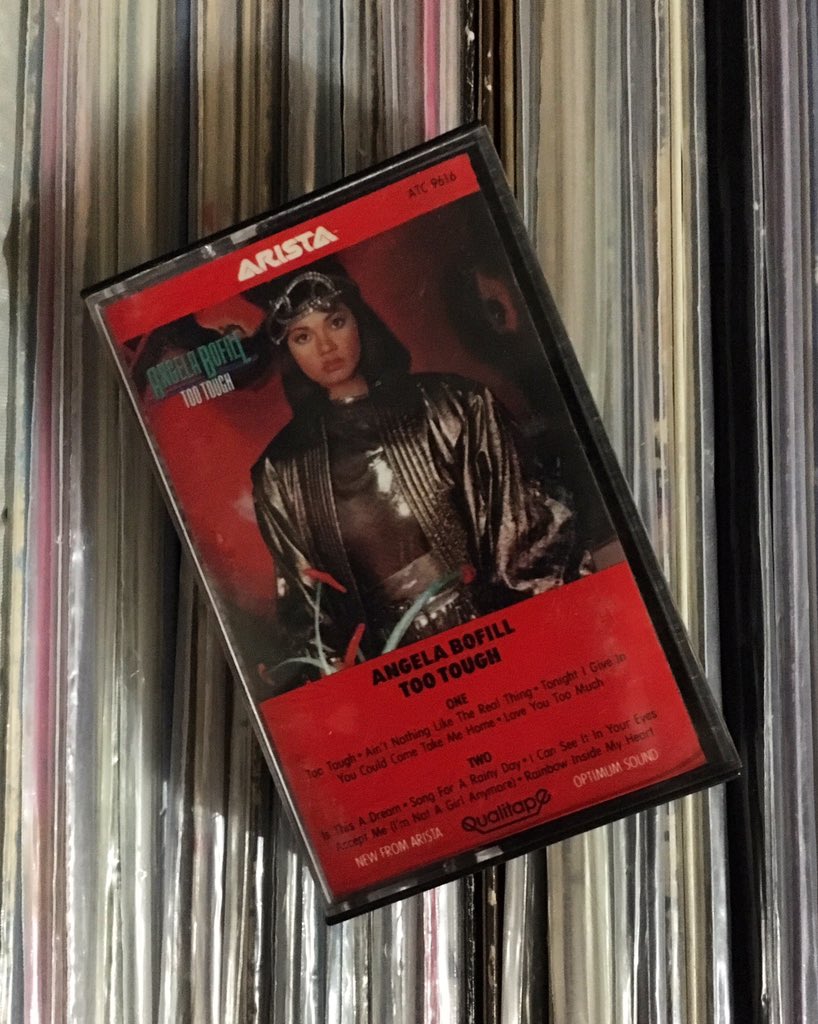 ATC 9616
ARISTA
ANGELA BOFILL
TOO TOUGH
ANGELA BOFILL
TOO TOUGH
ONE
Too Tough • Ain't Nothing Like The Real Thing • Tonight I Give In
You Could Come Take Me Home • Love You Too Much
TWO
Is This A Dream • Song For A Rainy Day • I Can See It In Your Eyes
Accept Me (I'm Not A Girl Anymore) • Rainbow Inside My Heart
NEW FROM ARISTA
Qualitape
OPTIMUM SOUND